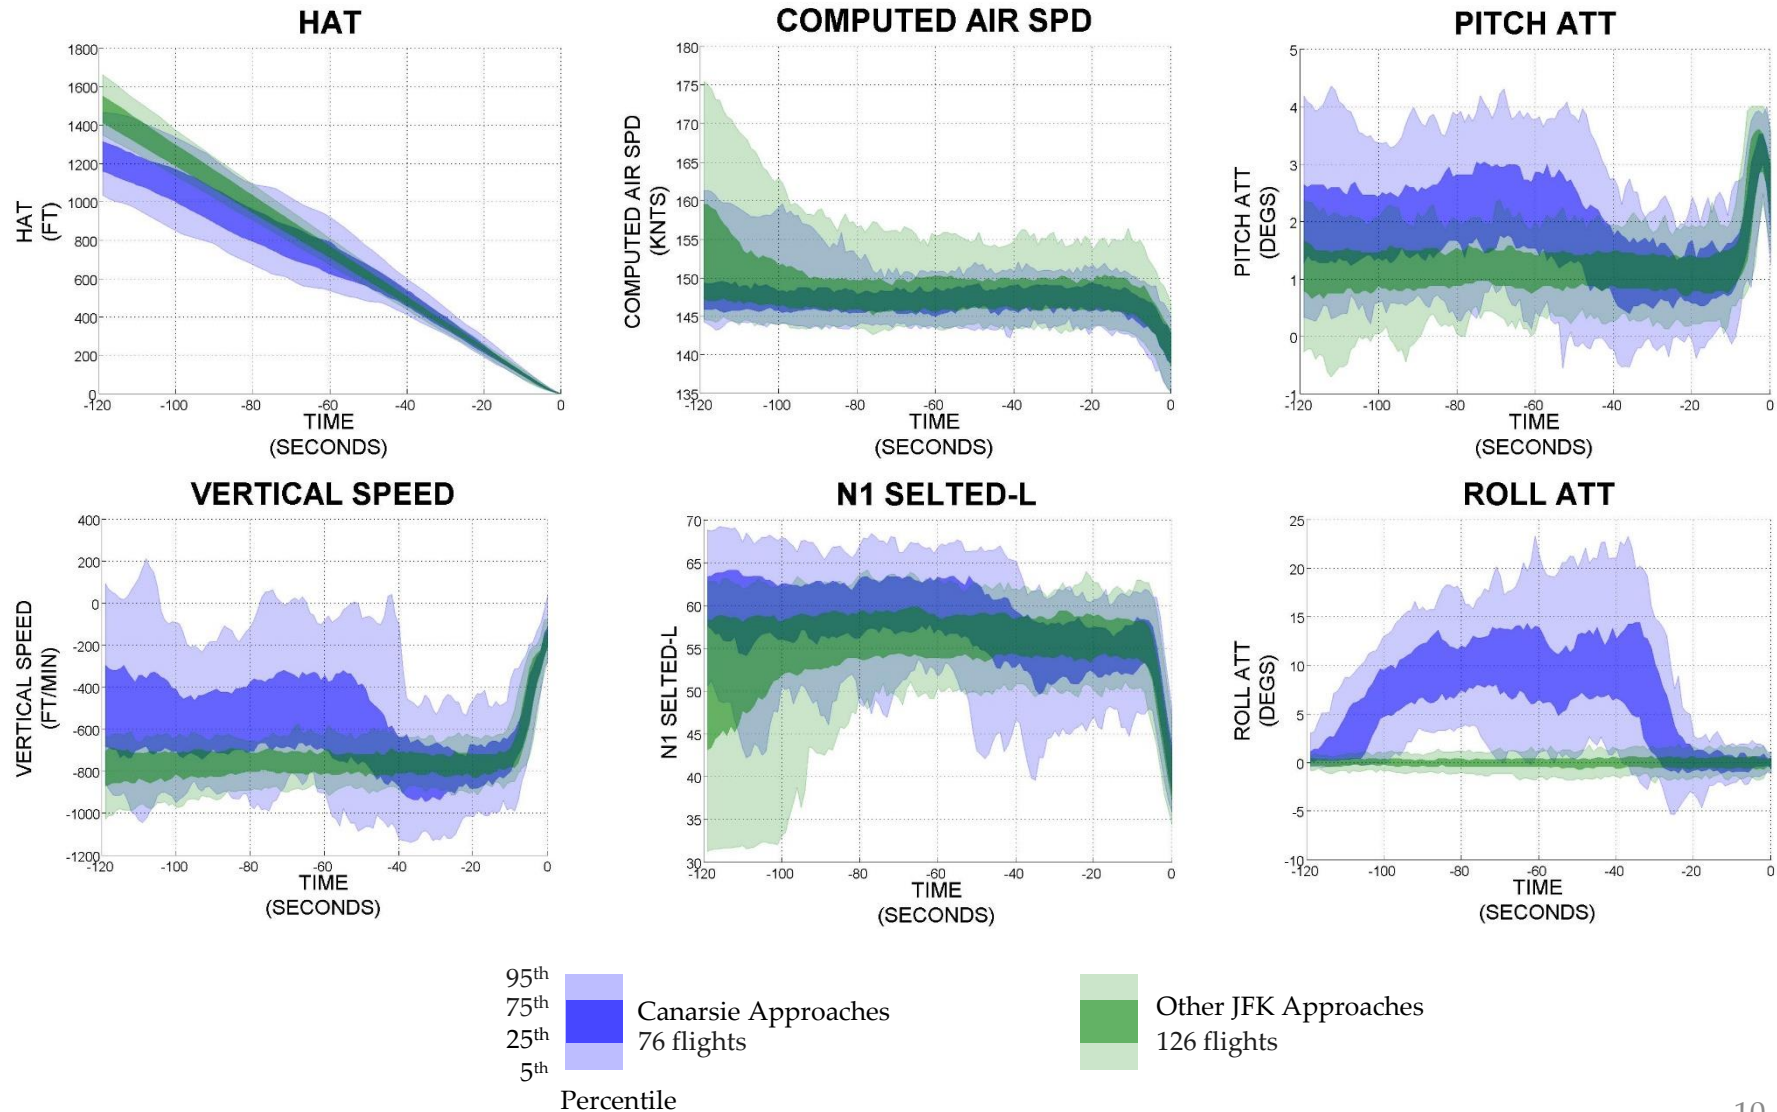 HAT
1800
1600
1400
1200
1000
800
600
400
200
0
HAT
(FT)
-120 -100 -80 -60 -40 -20 0
TIME
(SECONDS)
COMPUTED AIR SPD
180
175
170
165
160
155
150
145
140
135
COMPUTED AIR SPD
(KNTS)
-120 -100 -80 -60 -40 -20 0
TIME
(SECONDS)
PITCH ATT
5
4
3
2
1
0
-1
PITCH ATT
(DEGS)
-120 -100 -80 -60 -40 -20 0
TIME
(SECONDS)
VERTICAL SPEED
400
200
0
-200
-400
-600
-800
-1000
-1200
VERTICAL SPEED
(FT/MIN)
-120 -100 -80 -60 -40 -20 0
TIME
(SECONDS)
N1 SELTED-L
70
65
60
55
50
45
40
35
30
N1 SELTED-L
-120 -100 -80 -60 -40 -20 0
TIME
(SECONDS)
ROLL ATT
25
20
15
10
5
0
-5
-10
ROLL ATT
(DEGS)
-120 -100 -80 -60 -40 -20 0
TIME
(SECONDS)
95th
75th
25th
5th
Percentile
Canarsie Approaches
76 flights
Other JFK Approaches
126 flights
10